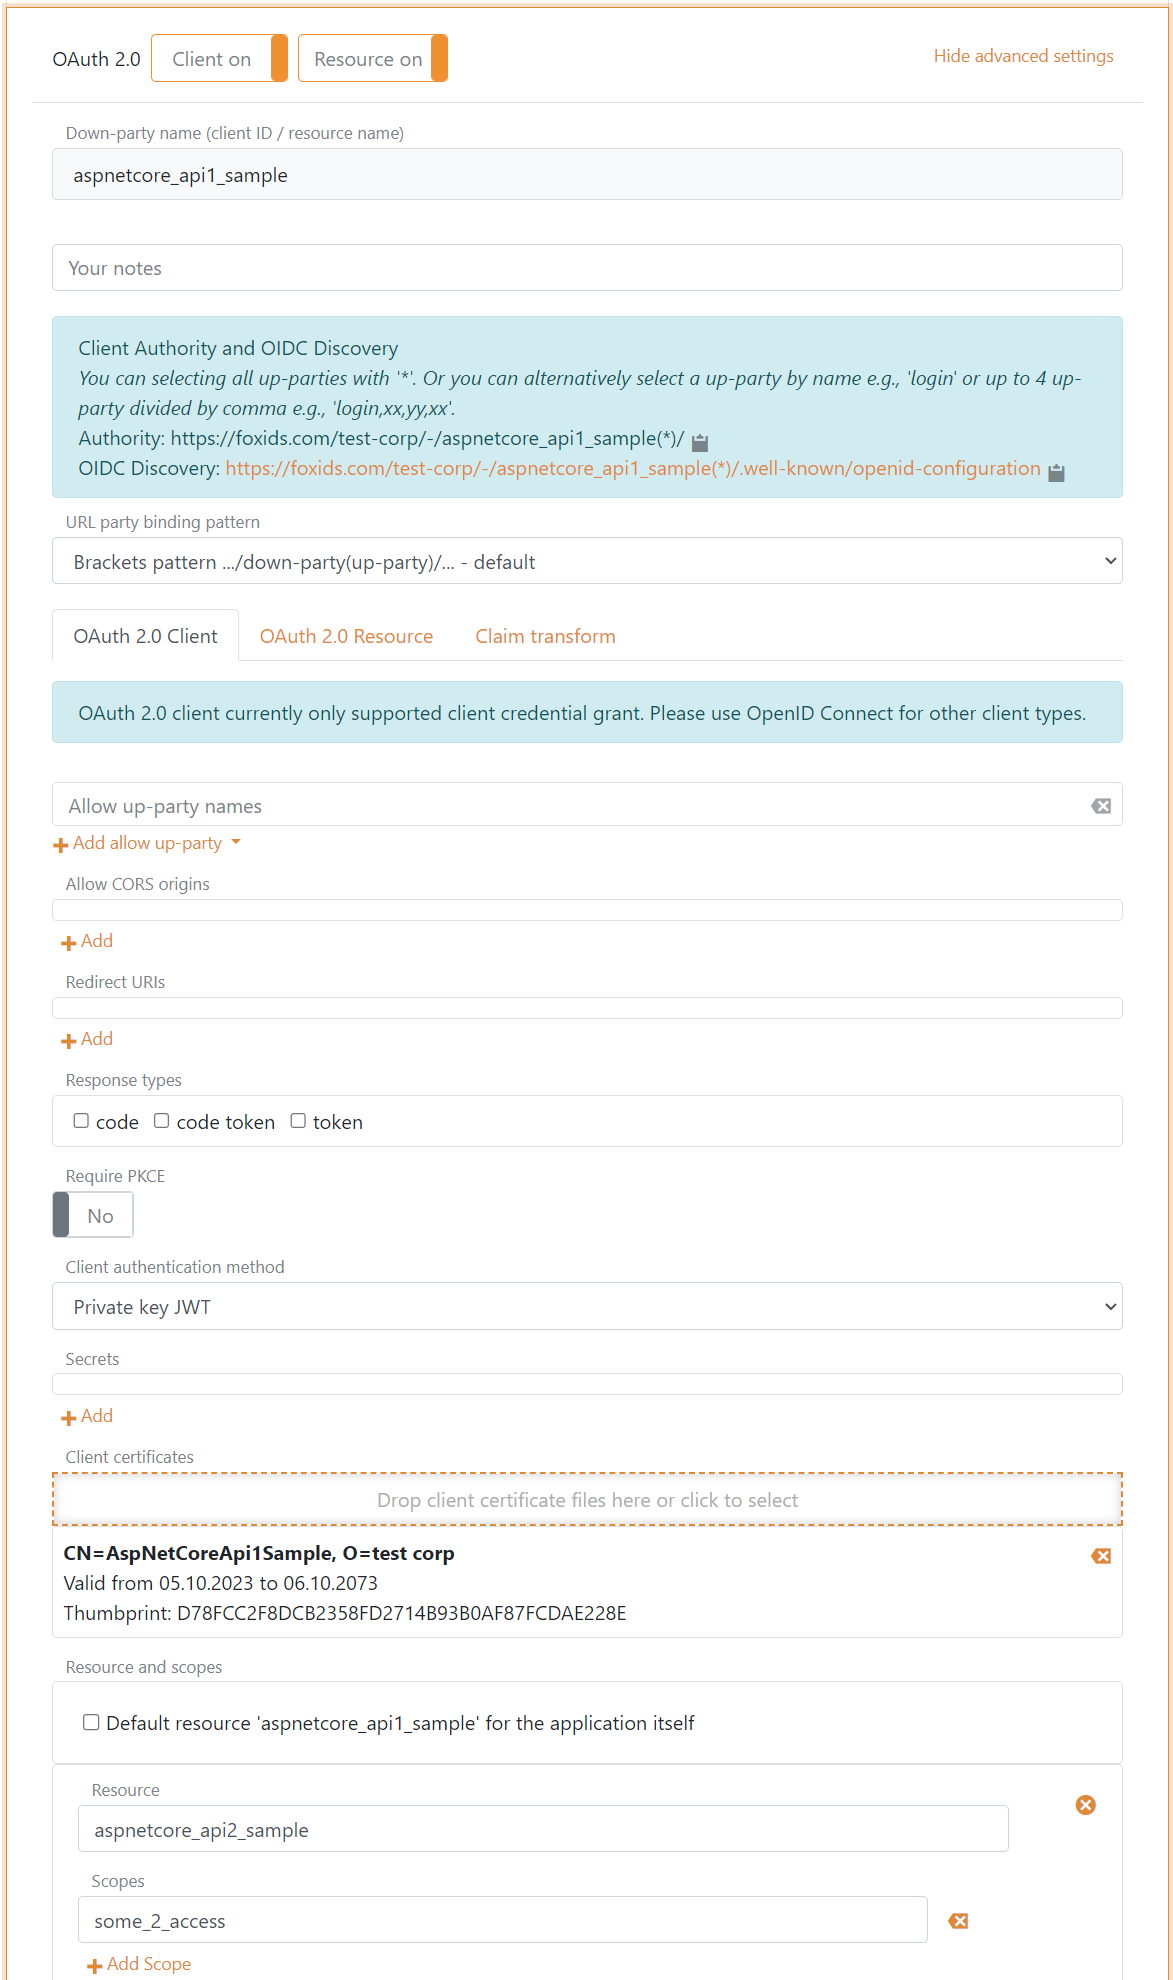 OAuth 2.0 Client on Resource on Hide advanced settings
Down-party name (client ID / resource name)
aspnetcore_api1_sample
Your notes
Client Authority and OIDC Discovery
You can selecting all up-parties with '*'. Or you can alternatively select a up-party by name e.g., 'login' or up to 4 up-
party divided by comma e.g., 'login,xx,yy,xx'.
Authority: https://foxids.com/test-corp/-/aspnetcore_api1_sample(*)/
OIDC Discovery: https://foxids.com/test-corp/-/aspnetcore_api1_sample(*)/.well-known/openid-configuration
URL party binding pattern
Brackets pattern .../down-party(up-party)/... - default
OAuth 2.0 Client OAuth 2.0 Resource Claim transform
OAuth 2.0 client currently only supported client credential grant. Please use OpenID Connect for other client types.
Allow up-party names
Add allow up-party
Allow CORS origins
Add
Redirect URIs
Add
Response types
code code token token
Require PKCE
No
Client authentication method
Private key JWT
Secrets
Add
Client certificates
Drop client certificate files here or click to select
CN=AspNetCoreApi1Sample, O=test corp
Valid from 05.10.2023 to 06.10.2073
Thumbprint: D78FCC2F8DCB2358FD2714B93B0AF87FCDAE228E
Resource and scopes
Default resource 'aspnetcore_api1_sample' for the application itself
Resource
aspnetcore_api2_sample
Scopes
some_2_access
Add Scope